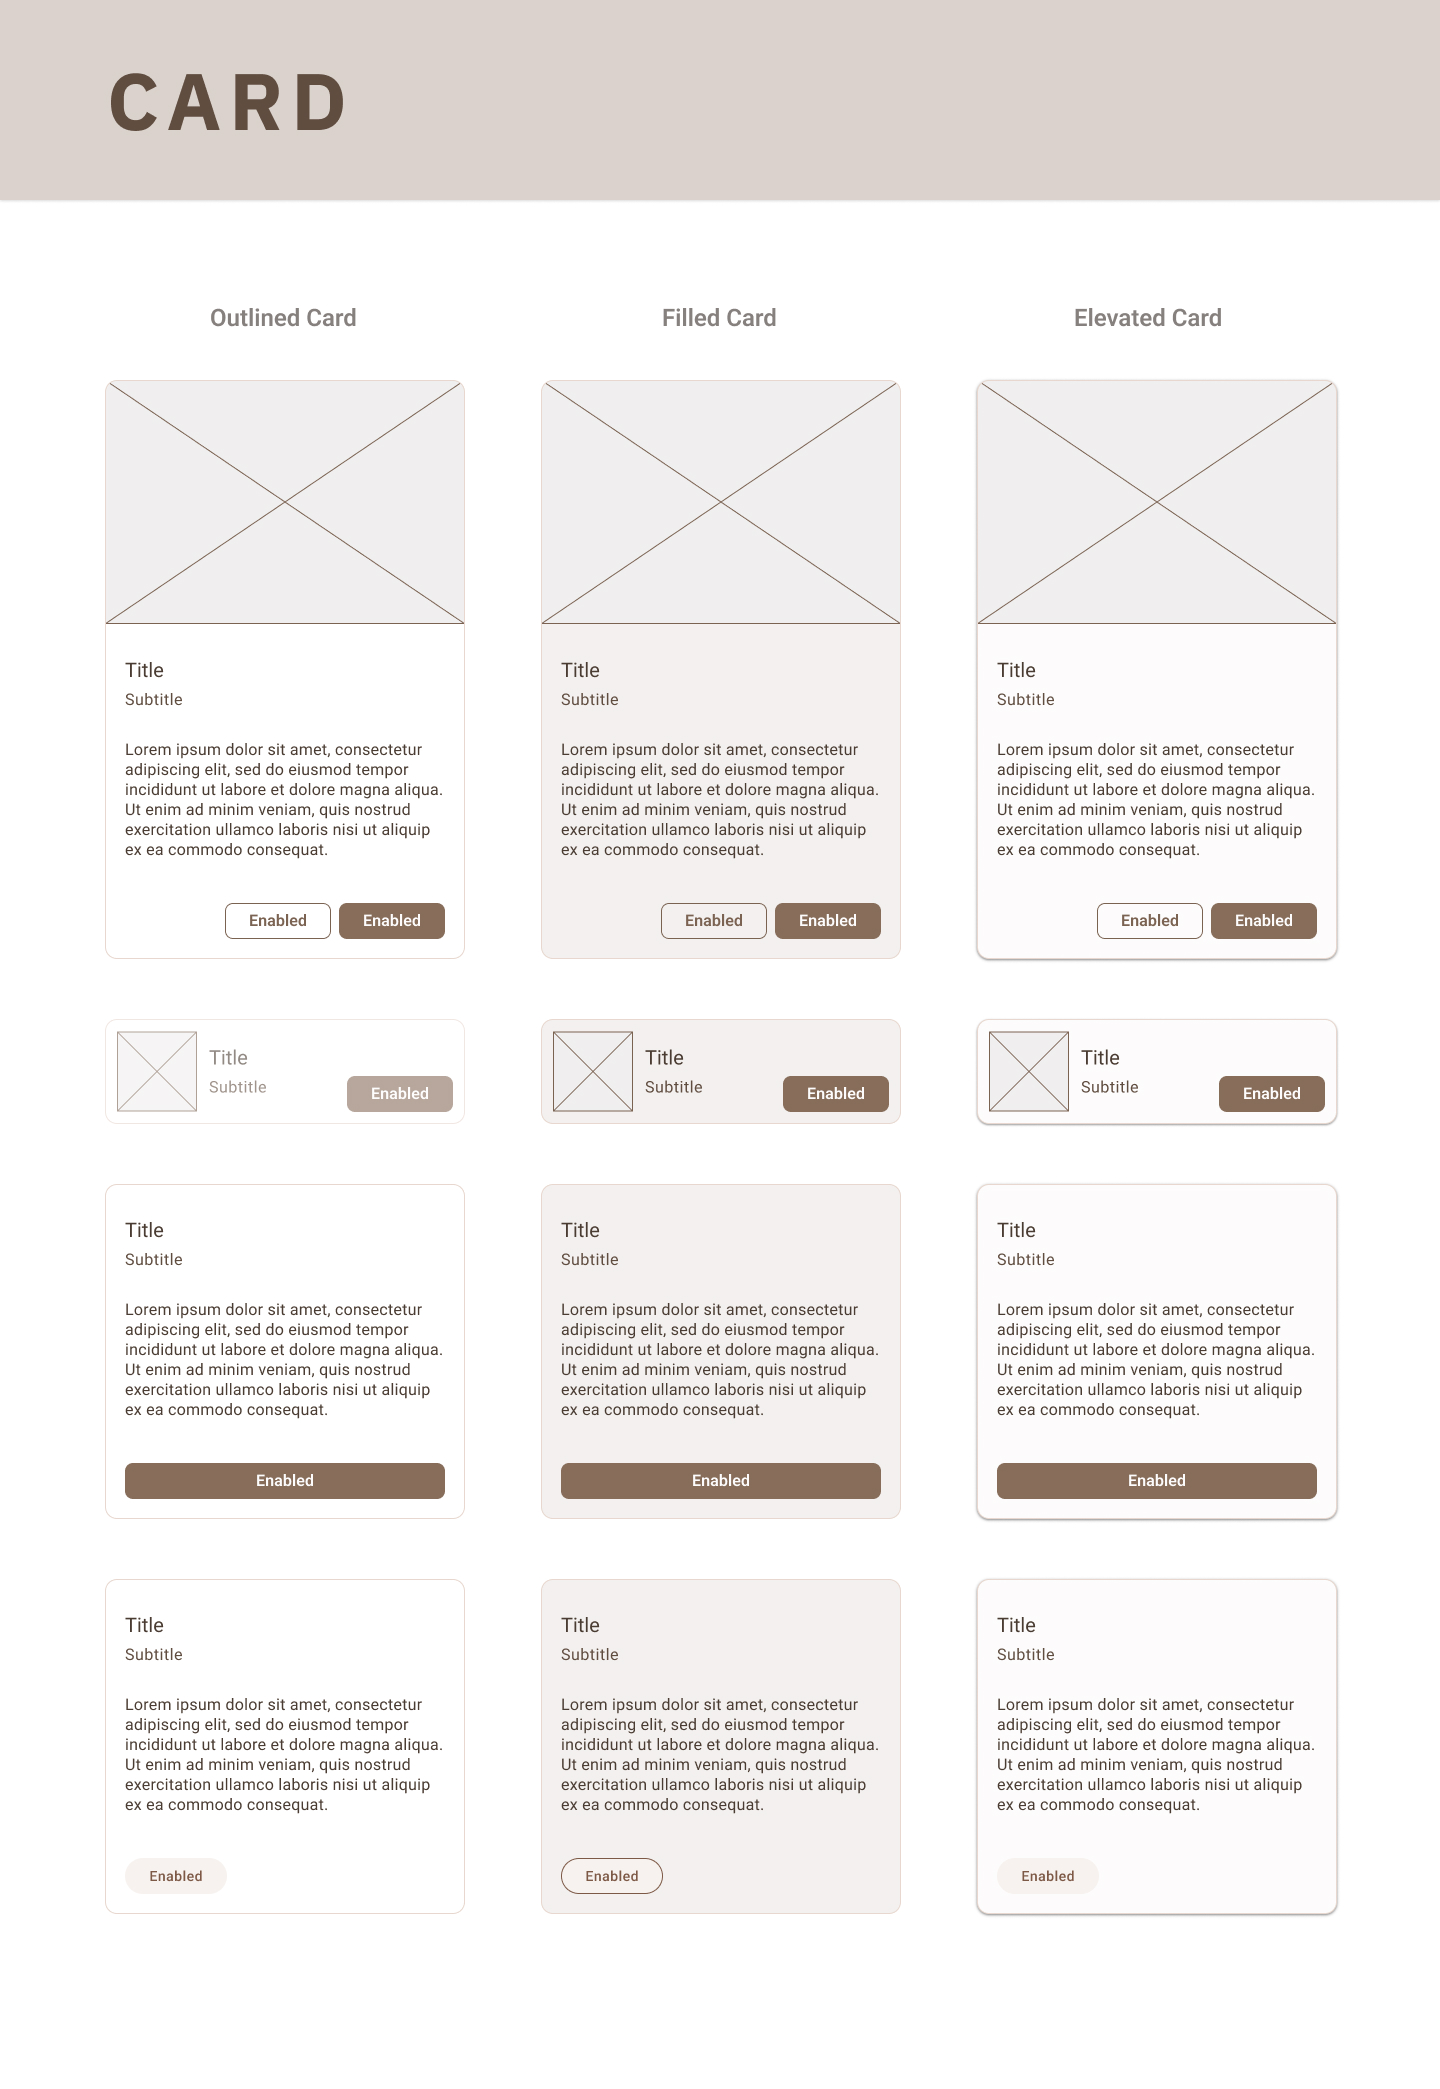 CARD
Outlined Card
Filled Card
Elevated Card
Title
Subtitle
Lorem ipsum dolor sit amet, consectetur
adipiscing elit, sed do eiusmod tempor
incididunt ut labore et dolore magna aliqua.
Ut enim ad minim veniam, quis nostrud
exercitation ullamco laboris nisi ut aliquip
ex ea commodo consequat.
Enabled
Enabled
Title
Subtitle
Lorem ipsum dolor sit amet, consectetur
adipiscing elit, sed do eiusmod tempor
incididunt ut labore et dolore magna aliqua.
Ut enim ad minim veniam, quis nostrud
exercitation ullamco laboris nisi ut aliquip
ex ea commodo consequat.
Enabled
Enabled
Title
Subtitle
Lorem ipsum dolor sit amet, consectetur
adipiscing elit, sed do eiusmod tempor
incididunt ut labore et dolore magna aliqua.
Ut enim ad minim veniam, quis nostrud
exercitation ullamco laboris nisi ut aliquip
ex ea commodo consequat.
Enabled
Enabled
Title
Subtitle
Enabled
Title
Subtitle
Enabled
Title
Subtitle
Enabled
Title
Subtitle
Lorem ipsum dolor sit amet, consectetur
adipiscing elit, sed do eiusmod tempor
incididunt ut labore et dolore magna aliqua.
Ut enim ad minim veniam, quis nostrud
exercitation ullamco laboris nisi ut aliquip
ex ea commodo consequat.
Enabled
Title
Subtitle
Lorem ipsum dolor sit amet, consectetur
adipiscing elit, sed do eiusmod tempor
incididunt ut labore et dolore magna aliqua.
Ut enim ad minim veniam, quis nostrud
exercitation ullamco laboris nisi ut aliquip
ex ea commodo consequat.
Enabled
Title
Subtitle
Lorem ipsum dolor sit amet, consectetur
adipiscing elit, sed do eiusmod tempor
incididunt ut labore et dolore magna aliqua.
Ut enim ad minim veniam, quis nostrud
exercitation ullamco laboris nisi ut aliquip
ex ea commodo consequat.
Enabled
Title
Subtitle
Lorem ipsum dolor sit amet, consectetur
adipiscing elit, sed do eiusmod tempor
incididunt ut labore et dolore magna aliqua.
Ut enim ad minim veniam, quis nostrud
exercitation ullamco laboris nisi ut aliquip
ex ea commodo consequat.
Enabled
Title
Subtitle
Lorem ipsum dolor sit amet, consectetur
adipiscing elit, sed do eiusmod tempor
incididunt ut labore et dolore magna aliqua.
Ut enim ad minim veniam, quis nostrud
exercitation ullamco laboris nisi ut aliquip
ex ea commodo consequat.
Enabled
Title
Subtitle
Lorem ipsum dolor sit amet, consectetur
adipiscing elit, sed do eiusmod tempor
incididunt ut labore et dolore magna aliqua.
Ut enim ad minim veniam, quis nostrud
exercitation ullamco laboris nisi ut aliquip
ex ea commodo consequat.
Enabled